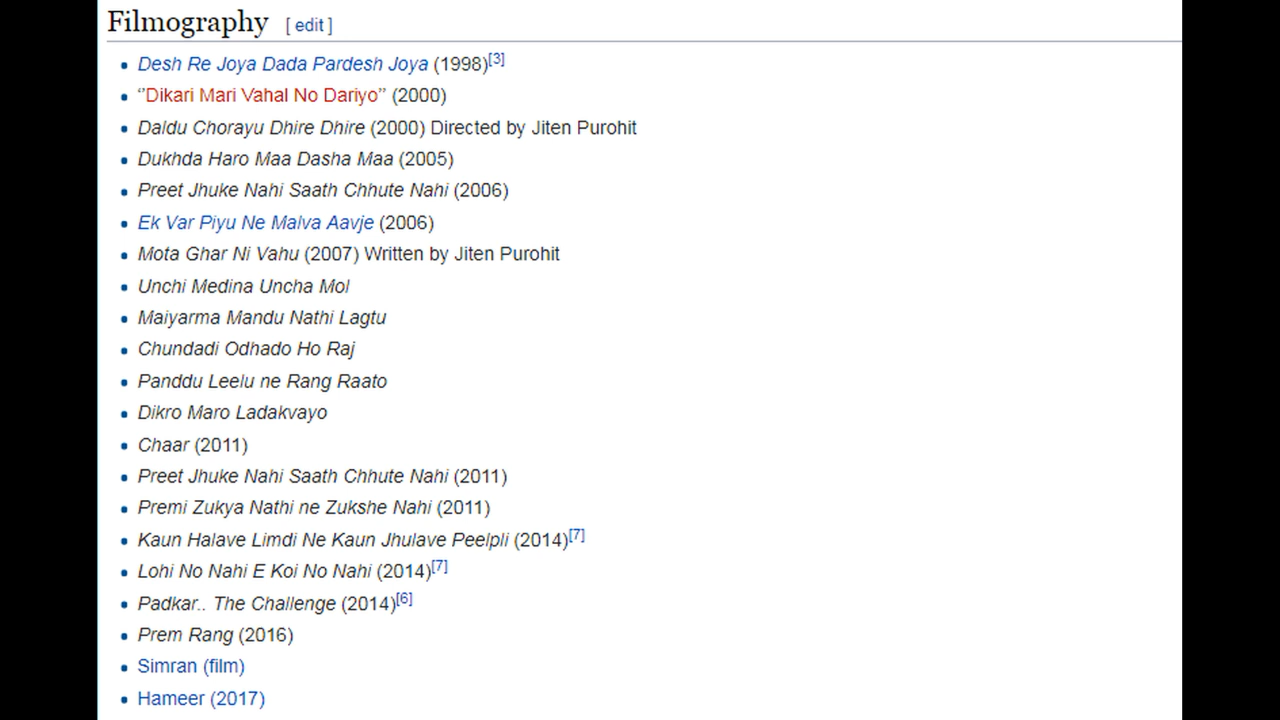 Filmography [ edit ]
Desh Re Joya Dada Pardesh Joya (1998)[3]
"Dikari Mari Vahal No Dariyo" (2000)
Daldu Chorayu Dhire Dhire (2000) Directed by Jiten Purohit
Dukhda Haro Maa Dasha Maa (2005)
Preet Jhuke Nahi Saath Chhute Nahi (2006)
Ek Var Piyu Ne Malva Aavje (2006)
Mota Ghar Ni Vahu (2007) Written by Jiten Purohit
Unchi Medina Uncha Mol
Maiyarma Mandu Nathi Lagtu
Chundadi Odhado Ho Raj
Panddu Leelu ne Rang Raato
Dikro Maro Ladakvayo
Chaar (2011)
Preet Jhuke Nahi Saath Chhute Nahi (2011)
Premi Zukya Nathi ne Zukshe Nahi (2011)
Kaun Halave Limdi Ne Kaun Jhulave Peelpli (2014)[7]
Lohi No Nahi E Koi No Nahi (2014)[7]
Padkar.. The Challenge (2014)[6]
Prem Rang (2016)
Simran (film)
Hameer (2017)